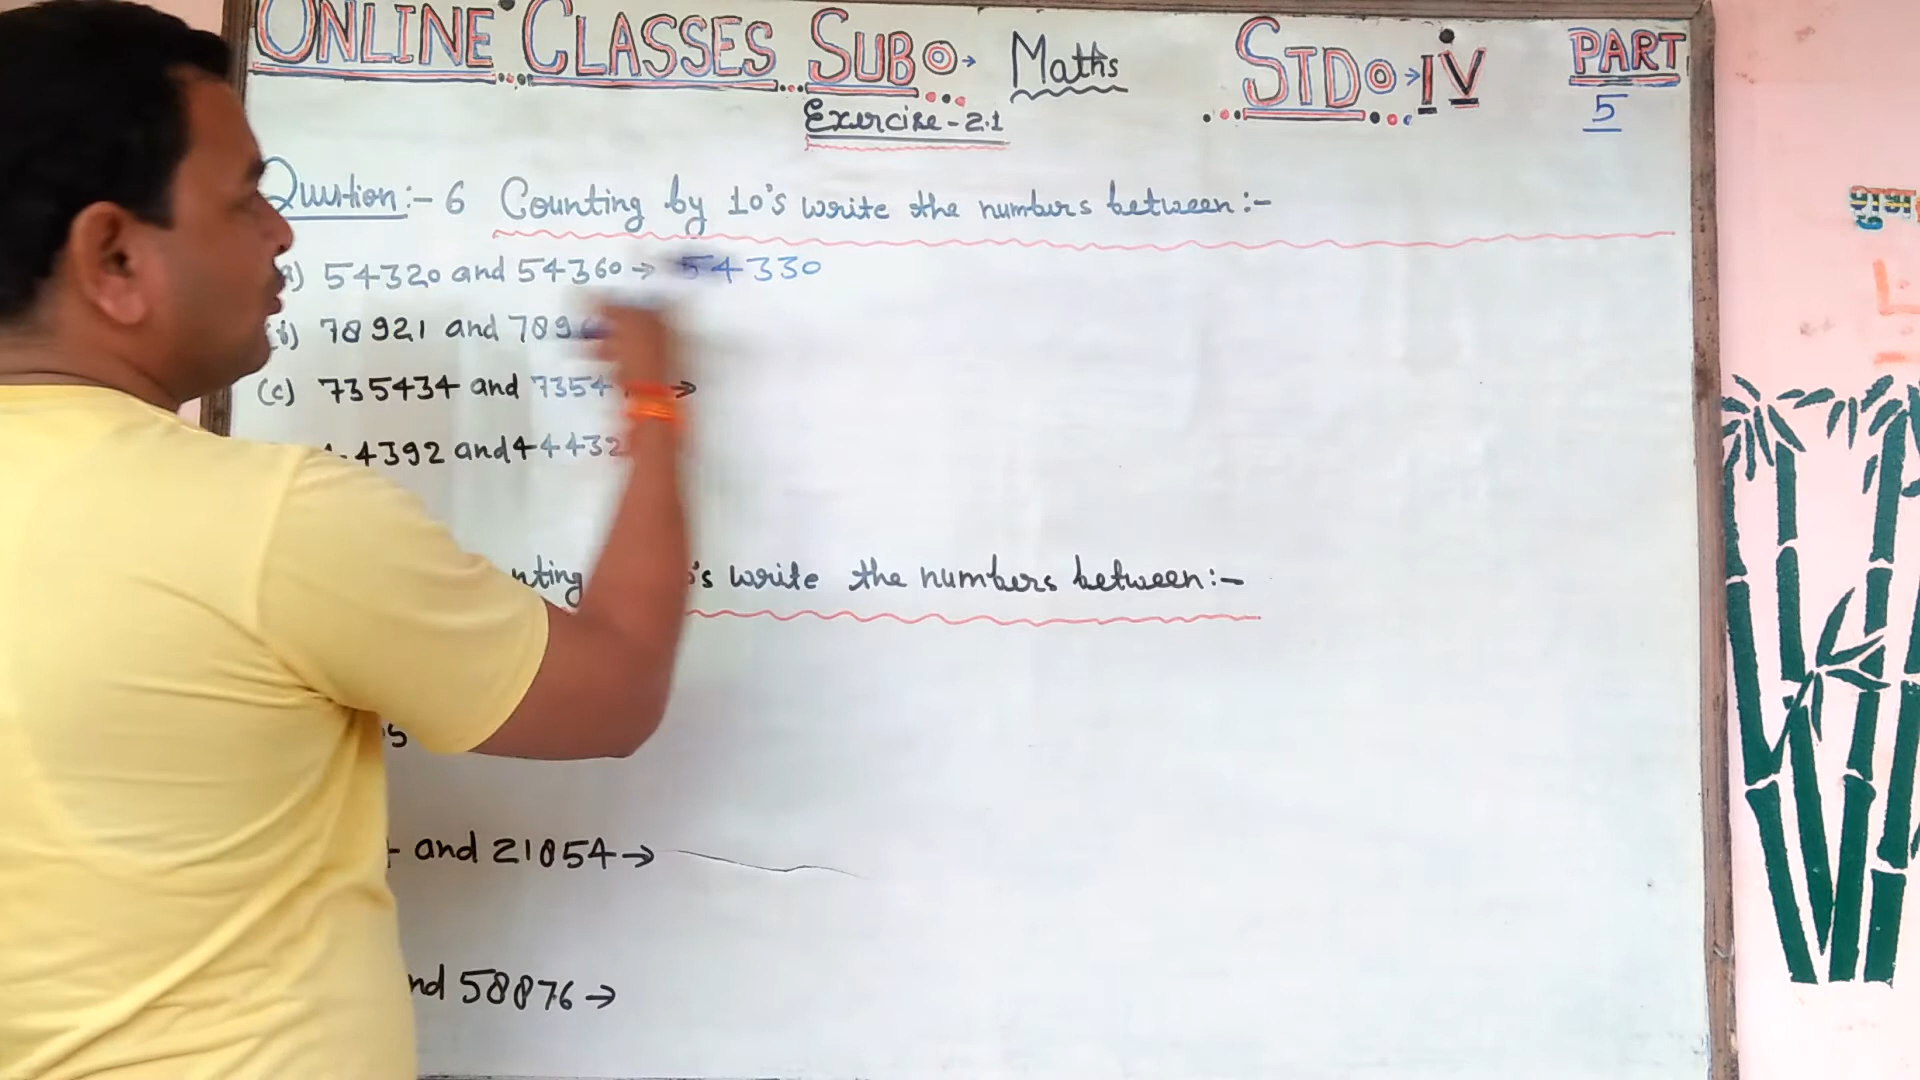 ONLINE CLASSES SUB Maths STD IV PART
5
Exercise - 2.1
Question:- 6 Counting by 10's write the numbers between:-
a) 54320 and 54360 → 54330
(b) 78921 and 789
(c) 735434 and 7354 →
4392 and 44432
nting 's write the numbers between:-
5
and 21854 →
nd 58876 →
शुभ